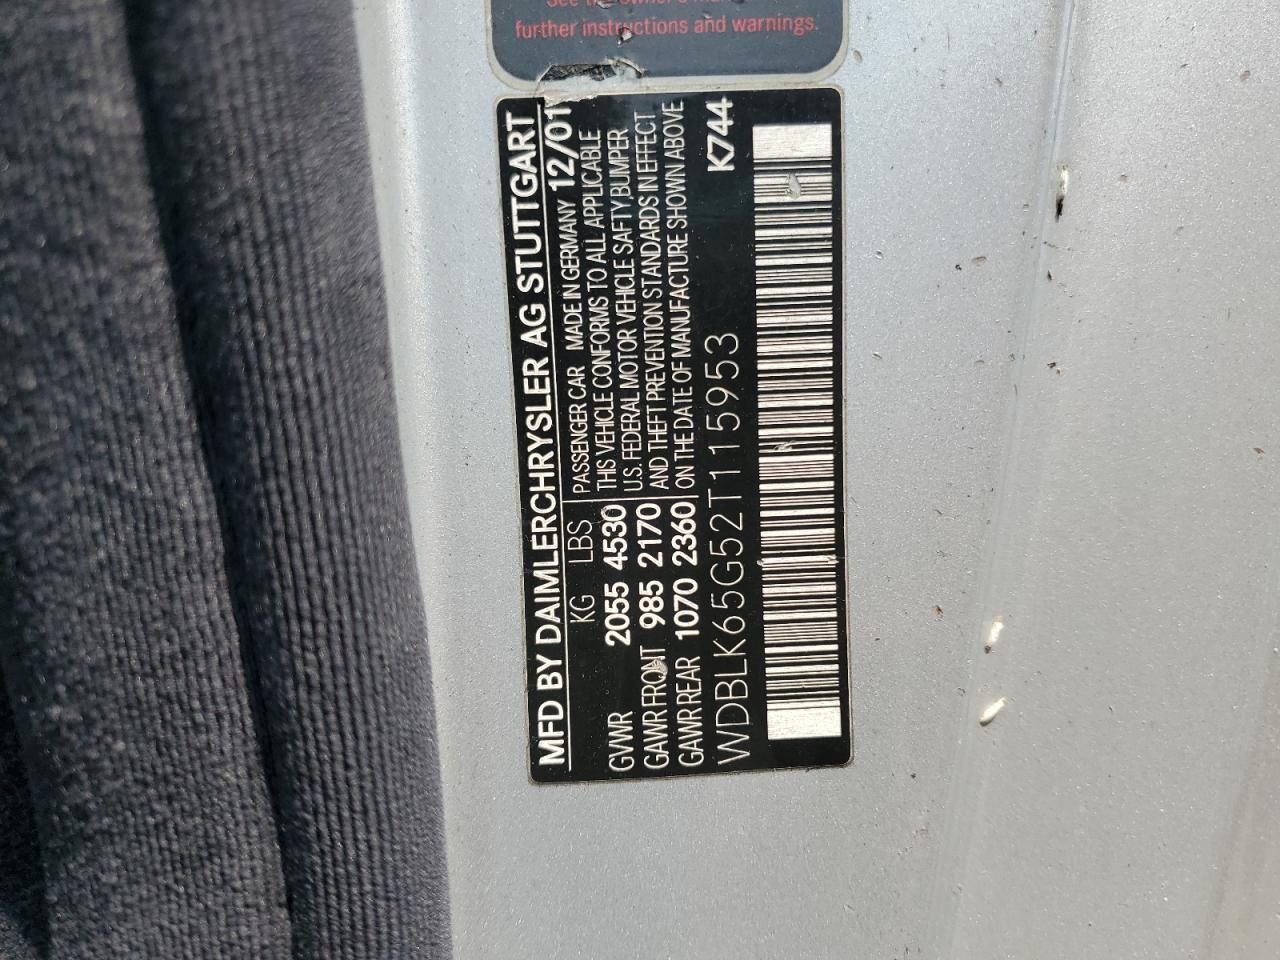 further instructions and warnings.
MFD BY DAIMLERCHRYSLER AG STUTTGART
KG LBS PASSENGER CAR MADE IN GERMANY 12/01
GVWR 2055 4530 THIS VEHICLE CONFORMS TO ALL APPLICABLE
U.S. FEDERAL MOTOR VEHICLE SAFTY,BUMPER
GAWR FRONT 985 2170 AND THEFT PREVENTION STANDARDS IN EFFECT
GAWR REAR 1070 2360 ON THE DATE OF MANUFACTURE SHOWN ABOVE
WDBLK65G52T115953 K744